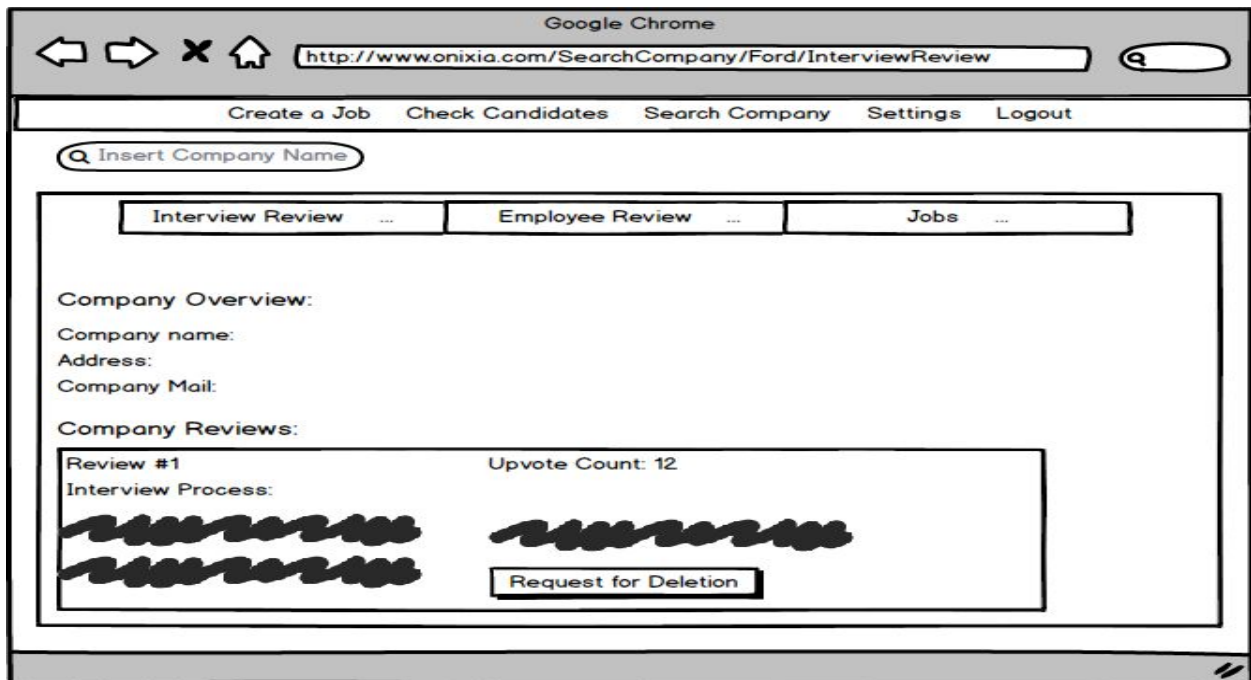 Google Chrome
http://www.onixia.com/SearchCompany/Ford/InterviewReview
Create a Job Check Candidates Search Company Settings Logout
Insert Company Name
Interview Review ... Employee Review ... Jobs ...
Company Overview:
Company name:
Address:
Company Mail:
Company Reviews:
Review #1 Upvote Count: 12
Interview Process:
Request for Deletion